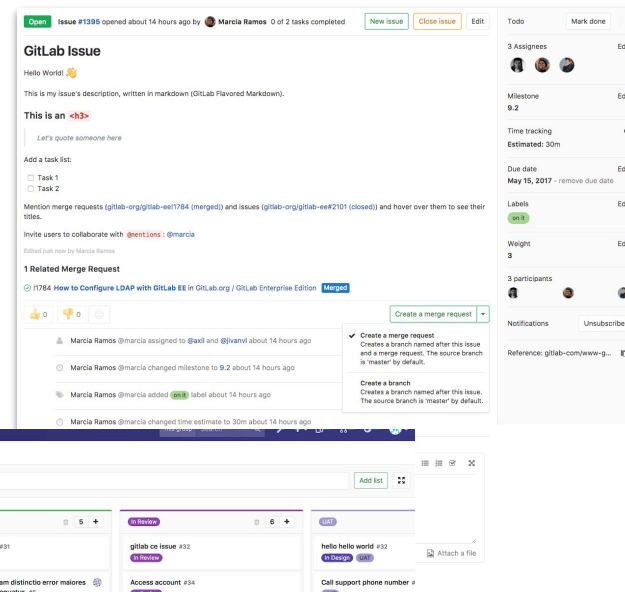 Open Issue #1395 opened about 14 hours ago by Marcia Ramos 0 of 2 tasks completed New issue Close issue Edit
GitLab Issue
Hello World! 👋
This is my issue's description, written in markdown (GitLab Flavored Markdown).
This is an <h3>
Let's quote someone here
Add a task list:
Task 1
Task 2
Mention merge requests (gitlab-org/gitlab-ee!1784 (merged)) and issues (gitlab-org/gitlab-ee#2101 (closed)) and hover over them to see their
titles.
Invite users to collaborate with @mentions: @marcia
Edited just now by Marcia Ramos
1 Related Merge Request
!1784 How to Configure LDAP with GitLab EE in GitLab.org / GitLab Enterprise Edition Merged
👍 0 👎 0
Create a merge request
Create a merge request
Creates a branch named after this issue
and a merge request. The source branch
is 'master' by default.
Create a branch
Creates a branch named after this issue.
The source branch is 'master' by default.
Marcia Ramos @marcia assigned to @axil and @jivanvl about 14 hours ago
Marcia Ramos @marcia changed milestone to 9.2 about 14 hours ago
Marcia Ramos @marcia added on it label about 14 hours ago
Marcia Ramos @marcia changed time estimate to 30m about 14 hours ago
Todo Mark done
3 Assignees Ed
Milestone Ed
9.2
Time tracking
Estimated: 30m
Due date Ed
May 15, 2017 - remove due date
Labels Ed
on it
Weight Ed
3
3 participants
Notifications Unsubscribe
Reference: gitlab-com/www-g...
This group Search
Add list
5 +
#31
am distinctio error maiores
#5
In Review 6 +
gitlab ce issue #32
In Review
Access account #34
UAT
hello hello world #32
In Design UAT
Call support phone number #
Attach a file